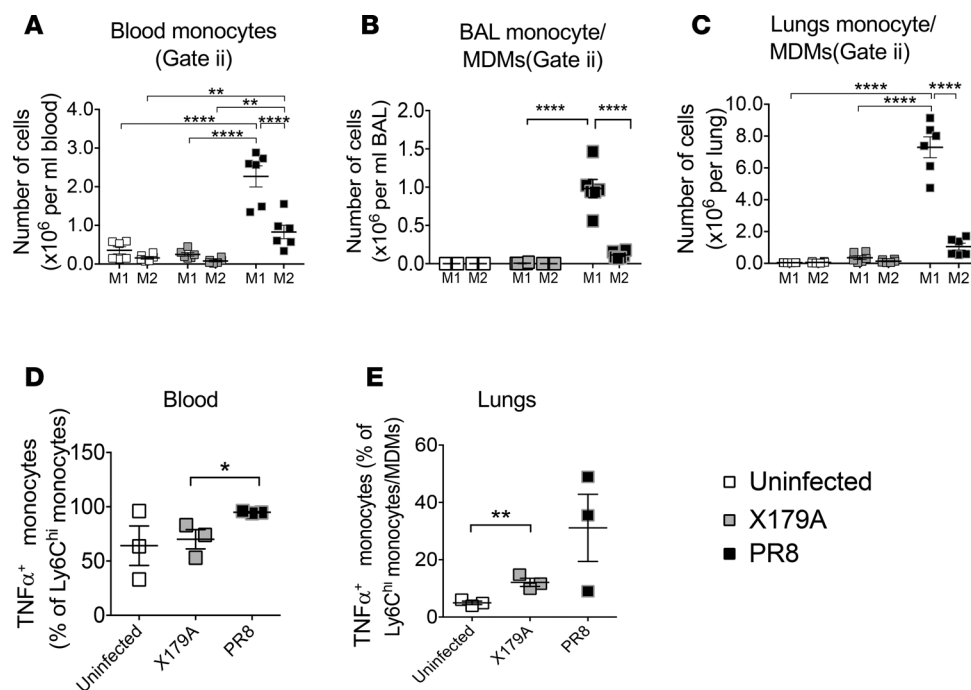 A
Blood monocytes
(Gate ii)
Number of cells
(x10⁶ per ml blood)
4.0
3.0
2.0
1.0
0.0
**
**
****
****
****
M1 M2 M1 M2 M1 M2
B
BAL monocyte/
MDMs(Gate ii)
Number of cells
(x10⁶ per ml BAL)
2.0
1.5
1.0
0.5
0.0
****
****
M1 M2 M1 M2 M1 M2
C
Lungs monocyte/
MDMs(Gate ii)
Number of cells
(x10⁶ per lung)
10.0
8.0
6.0
4.0
2.0
0.0
****
****
****
M1 M2 M1 M2 M1 M2
D
Blood
TNFα⁺ monocytes
(% of Ly6Cʰⁱ monocytes)
150
100
50
0
*
Uninfected
X179A
PR8
E
Lungs
TNFα⁺ monocytes (% of
Ly6Cʰⁱ monocytes/MDMs)
60
40
20
0
**
Uninfected
X179A
PR8
Uninfected
X179A
PR8